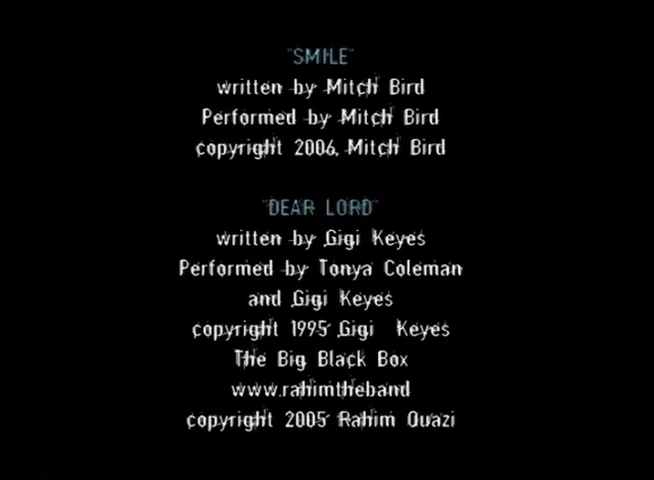 "SMILE"
written by Mitch Bird
Performed by Mitch Bird
copyright 2006, Mitch Bird
"DEAR LORD"
written by Gigi Keyes
Performed by Tonya Coleman
and Gigi Keyes
copyright 1995 Gigi Keyes
The Big Black Box
www.rahimtheband
copyright 2005 Rahim Quazi